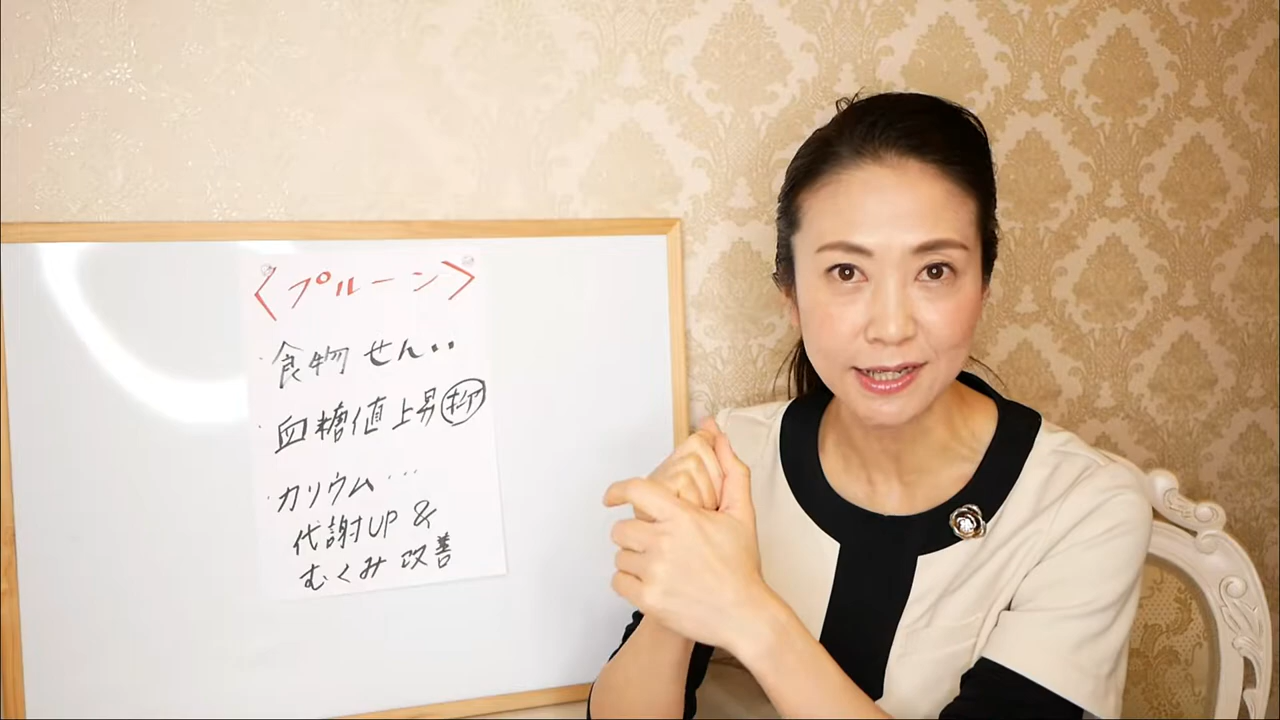 〈プルーン〉
・食物せん・・
・血糖値上昇抑
・カリウム・・・
代謝UP &
むくみ改善